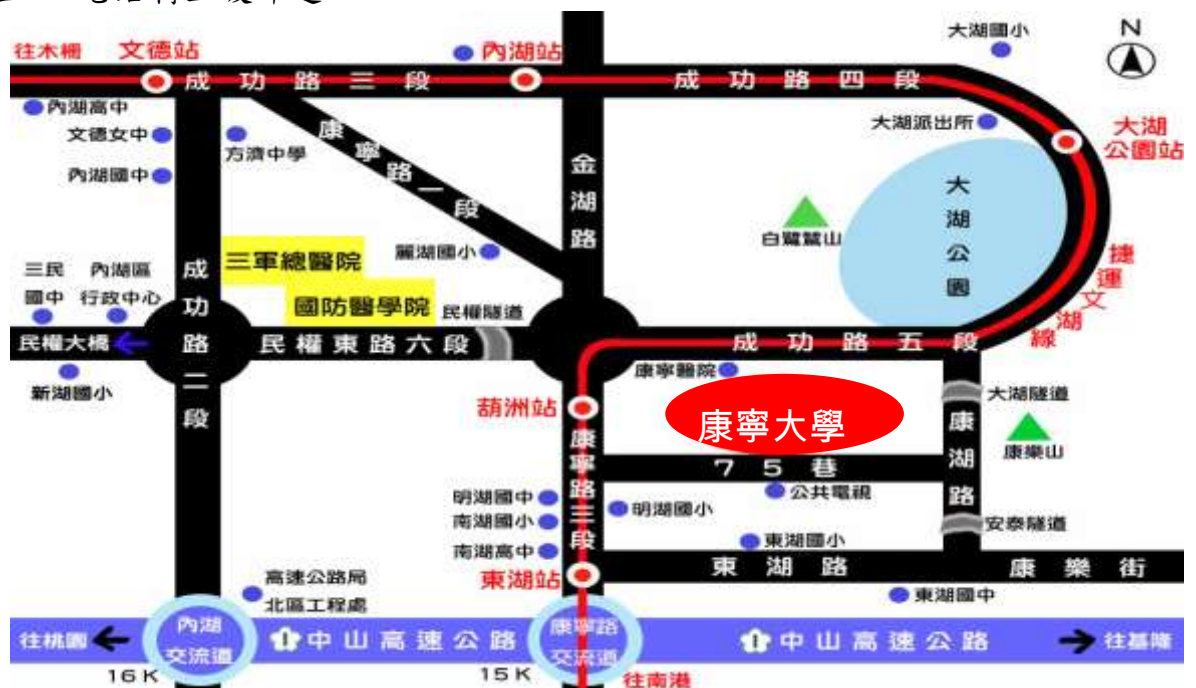 大湖國小
N
往木柵
文德站
內湖站
成功路三段
成功路四段
內湖高中
文德女中
方濟中學
內湖國中
康寧路一段
金湖路
大湖派出所
大湖
公園站
大湖公園
白鷺鷥山
麗湖國小
三軍總醫院
國防醫學院
民權隧道
三民
國中
內湖區
行政中心
成功路二段
捷運文湖線
民權大橋
民權東路六段
成功路五段
新湖國小
康寧醫院
大湖隧道
葫洲站
康寧大學
康樂山
康湖路
75巷
康寧路三段
明湖國中
南湖國小
南湖高中
明湖國小
公共電視
安泰隧道
東湖國小
東湖路
康樂街
東湖站
高速公路局
北區工程處
東湖國中
往桃園
內湖
交流道
1
中山高速公路
康寧路
交流道
1
中山高速公路
往基隆
16K
15K
往南港